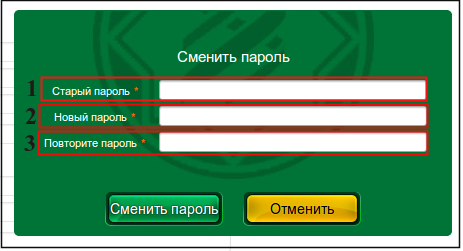 Сменить пароль
1 Старый пароль *
2 Новый пароль *
3 Повторите пароль *
Сменить пароль Отменить